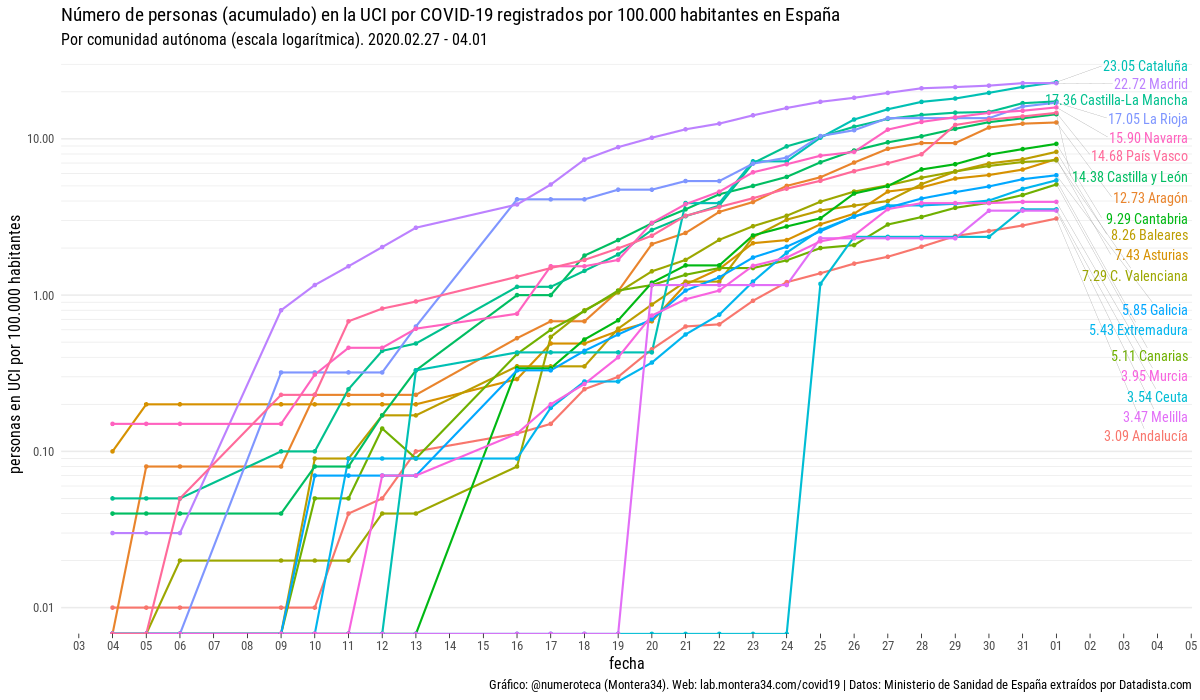 Número de personas (acumulado) en la UCI por COVID-19 registrados por 100.000 habitantes en España
Por comunidad autónoma (escala logarítmica). 2020.02.27 - 04.01
personas en UCI por 100.000 habitantes
10.00
1.00
0.10
0.01
23.05 Cataluña
22.72 Madrid
17.36 Castilla-La Mancha
17.05 La Rioja
15.90 Navarra
14.68 País Vasco
14.38 Castilla y León
12.73 Aragón
9.29 Cantabria
8.26 Baleares
7.43 Asturias
7.29 C. Valenciana
5.85 Galicia
5.43 Extremadura
5.11 Canarias
3.95 Murcia
3.54 Ceuta
3.47 Melilla
3.09 Andalucía
03 04 05 06 07 08 09 10 11 12 13 14 15 16 17 18 19 20 21 22 23 24 25 26 27 28 29 30 31 01 02 03 04 05
fecha
Gráfico: @numeroteca (Montera34). Web: lab.montera34.com/covid19 | Datos: Ministerio de Sanidad de España extraídos por Datadista.com